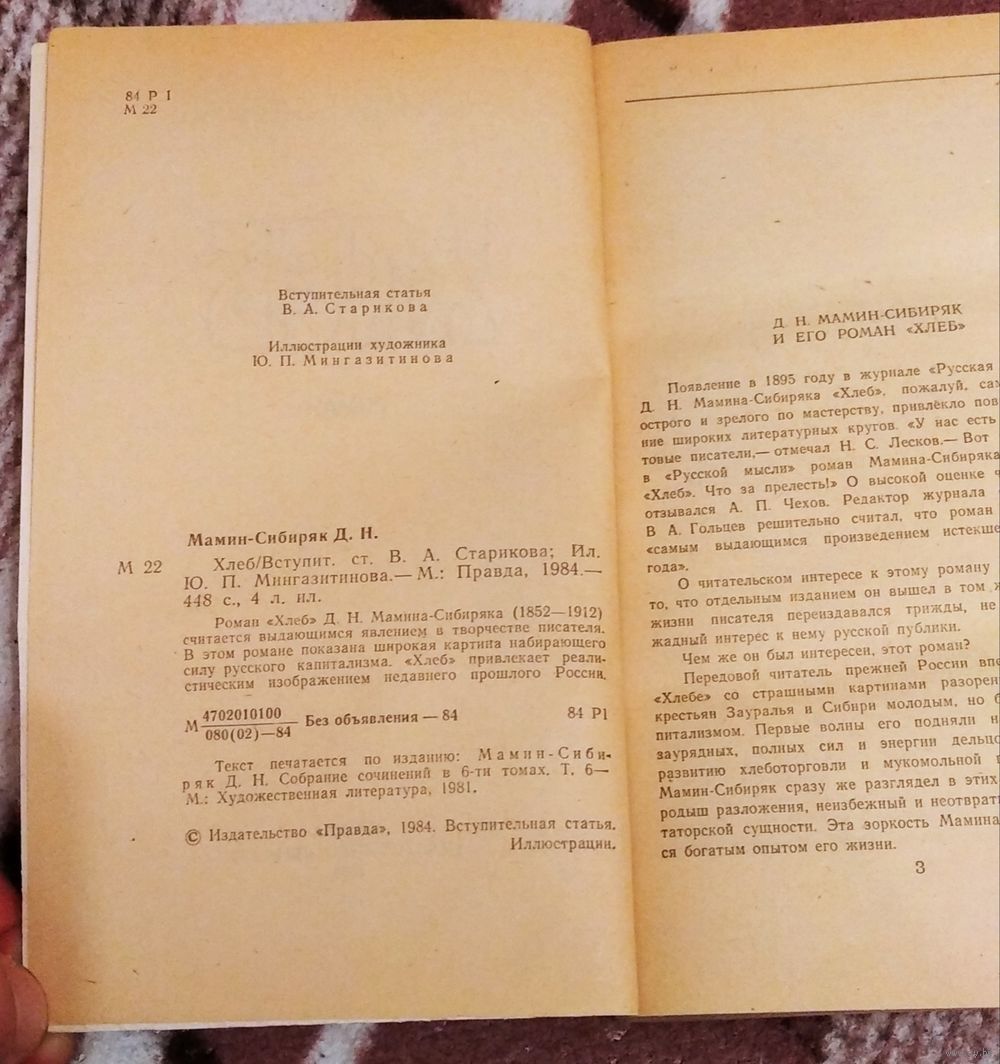 84 Р I
М 22
Вступительная статья
В. А. Старикова
Иллюстрации художника
Ю. П. Мингазитинова
Мамин-Сибиряк Д. Н.
М 22 Хлеб/Вступит. ст. В. А. Старикова; Ил.
Ю. П. Мингазитинова.— М.: Правда, 1984.—
448 с., 4 л. ил.
Роман «Хлеб» Д. Н. Мамина-Сибиряка (1852—1912)
считается выдающимся явлением в творчестве писателя.
В этом романе показана широкая картина набирающего
силу русского капитализма. «Хлеб» привлекает реали-
стическим изображением недавнего прошлого России.
М 4702010100 Без объявления — 84 84 Р1
080(02)—84
Текст печатается по изданию: Мамин-Сиби-
ряк Д. Н. Собрание сочинений в 6-ти томах. Т. 6—
М.: Художественная литература, 1981.
© Издательство «Правда», 1984. Вступительная статья.
Иллюстрации.
Д. Н. МАМИН-СИБИРЯК
И ЕГО РОМАН «ХЛЕБ»
Появление в 1895 году в журнале «Русская
Д. Н. Мамина-Сибиряка «Хлеб», пожалуй, сам
острого и зрелого по мастерству, привлекло пов
ние широких литературных кругов. «У нас есть
товые писатели,— отмечал Н. С. Лесков.— Вот
в «Русской мысли» роман Мамина-Сибиряка
«Хлеб». Что за прелесть!» О высокой оценке ч
отзывался А. П. Чехов. Редактор журнала
В. А. Гольцев решительно считал, что роман
«самым выдающимся произведением истекше
года».
О читательском интересе к этому роману
то, что отдельным изданием он вышел в том ж
жизни писателя переиздавался трижды, не
жадный интерес к нему русской публики.
Чем же он был интересен, этот роман?
Передовой читатель прежней России впе
«Хлебе» со страшными картинами разорен
крестьян Зауралья и Сибири молодым, но б
питализмом. Первые волны его подняли н
заурядных, полных сил и энергии дельцо
развитию хлеботорговли и мукомольной п
Мамин-Сибиряк сразу же разглядел в этих
родыш разложения, неизбежный и неотврат
таторской сущности. Эта зоркость Мамина
ся богатым опытом его жизни.
3